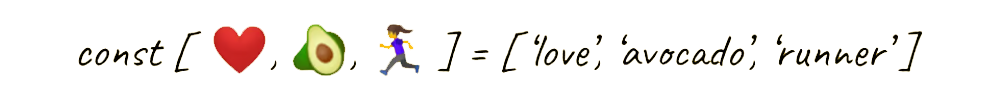 const [ ❤️, 🥑, 🏃‍♀️ ] = [‘love’, ‘avocado’, ‘runner’]